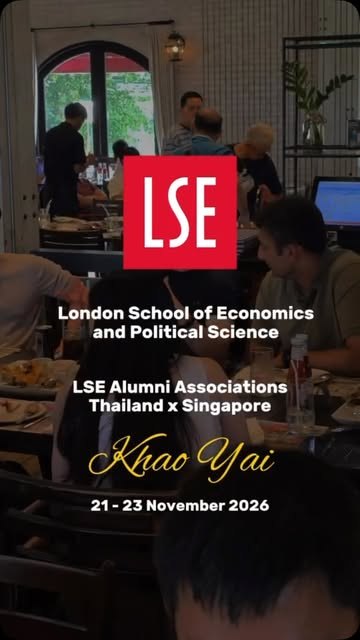 LSE
London School of Economics
and Political Science
LSE Alumni Associations
Thailand x Singapore
Khao Yai
21 - 23 November 2026